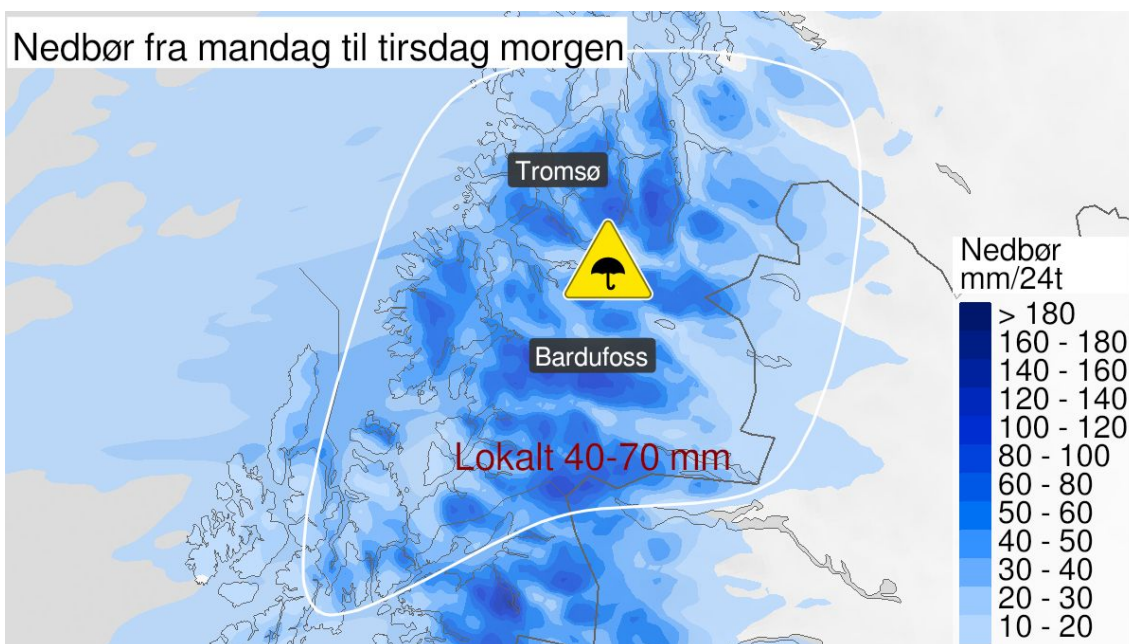 Nedbør fra mandag til tirsdag morgen
Tromsø
Bardufoss
Lokalt 40-70 mm
Nedbør
mm/24t
> 180
160 - 180
140 - 160
120 - 140
100 - 120
80 - 100
60 - 80
50 - 60
40 - 50
30 - 40
20 - 30
10 - 20